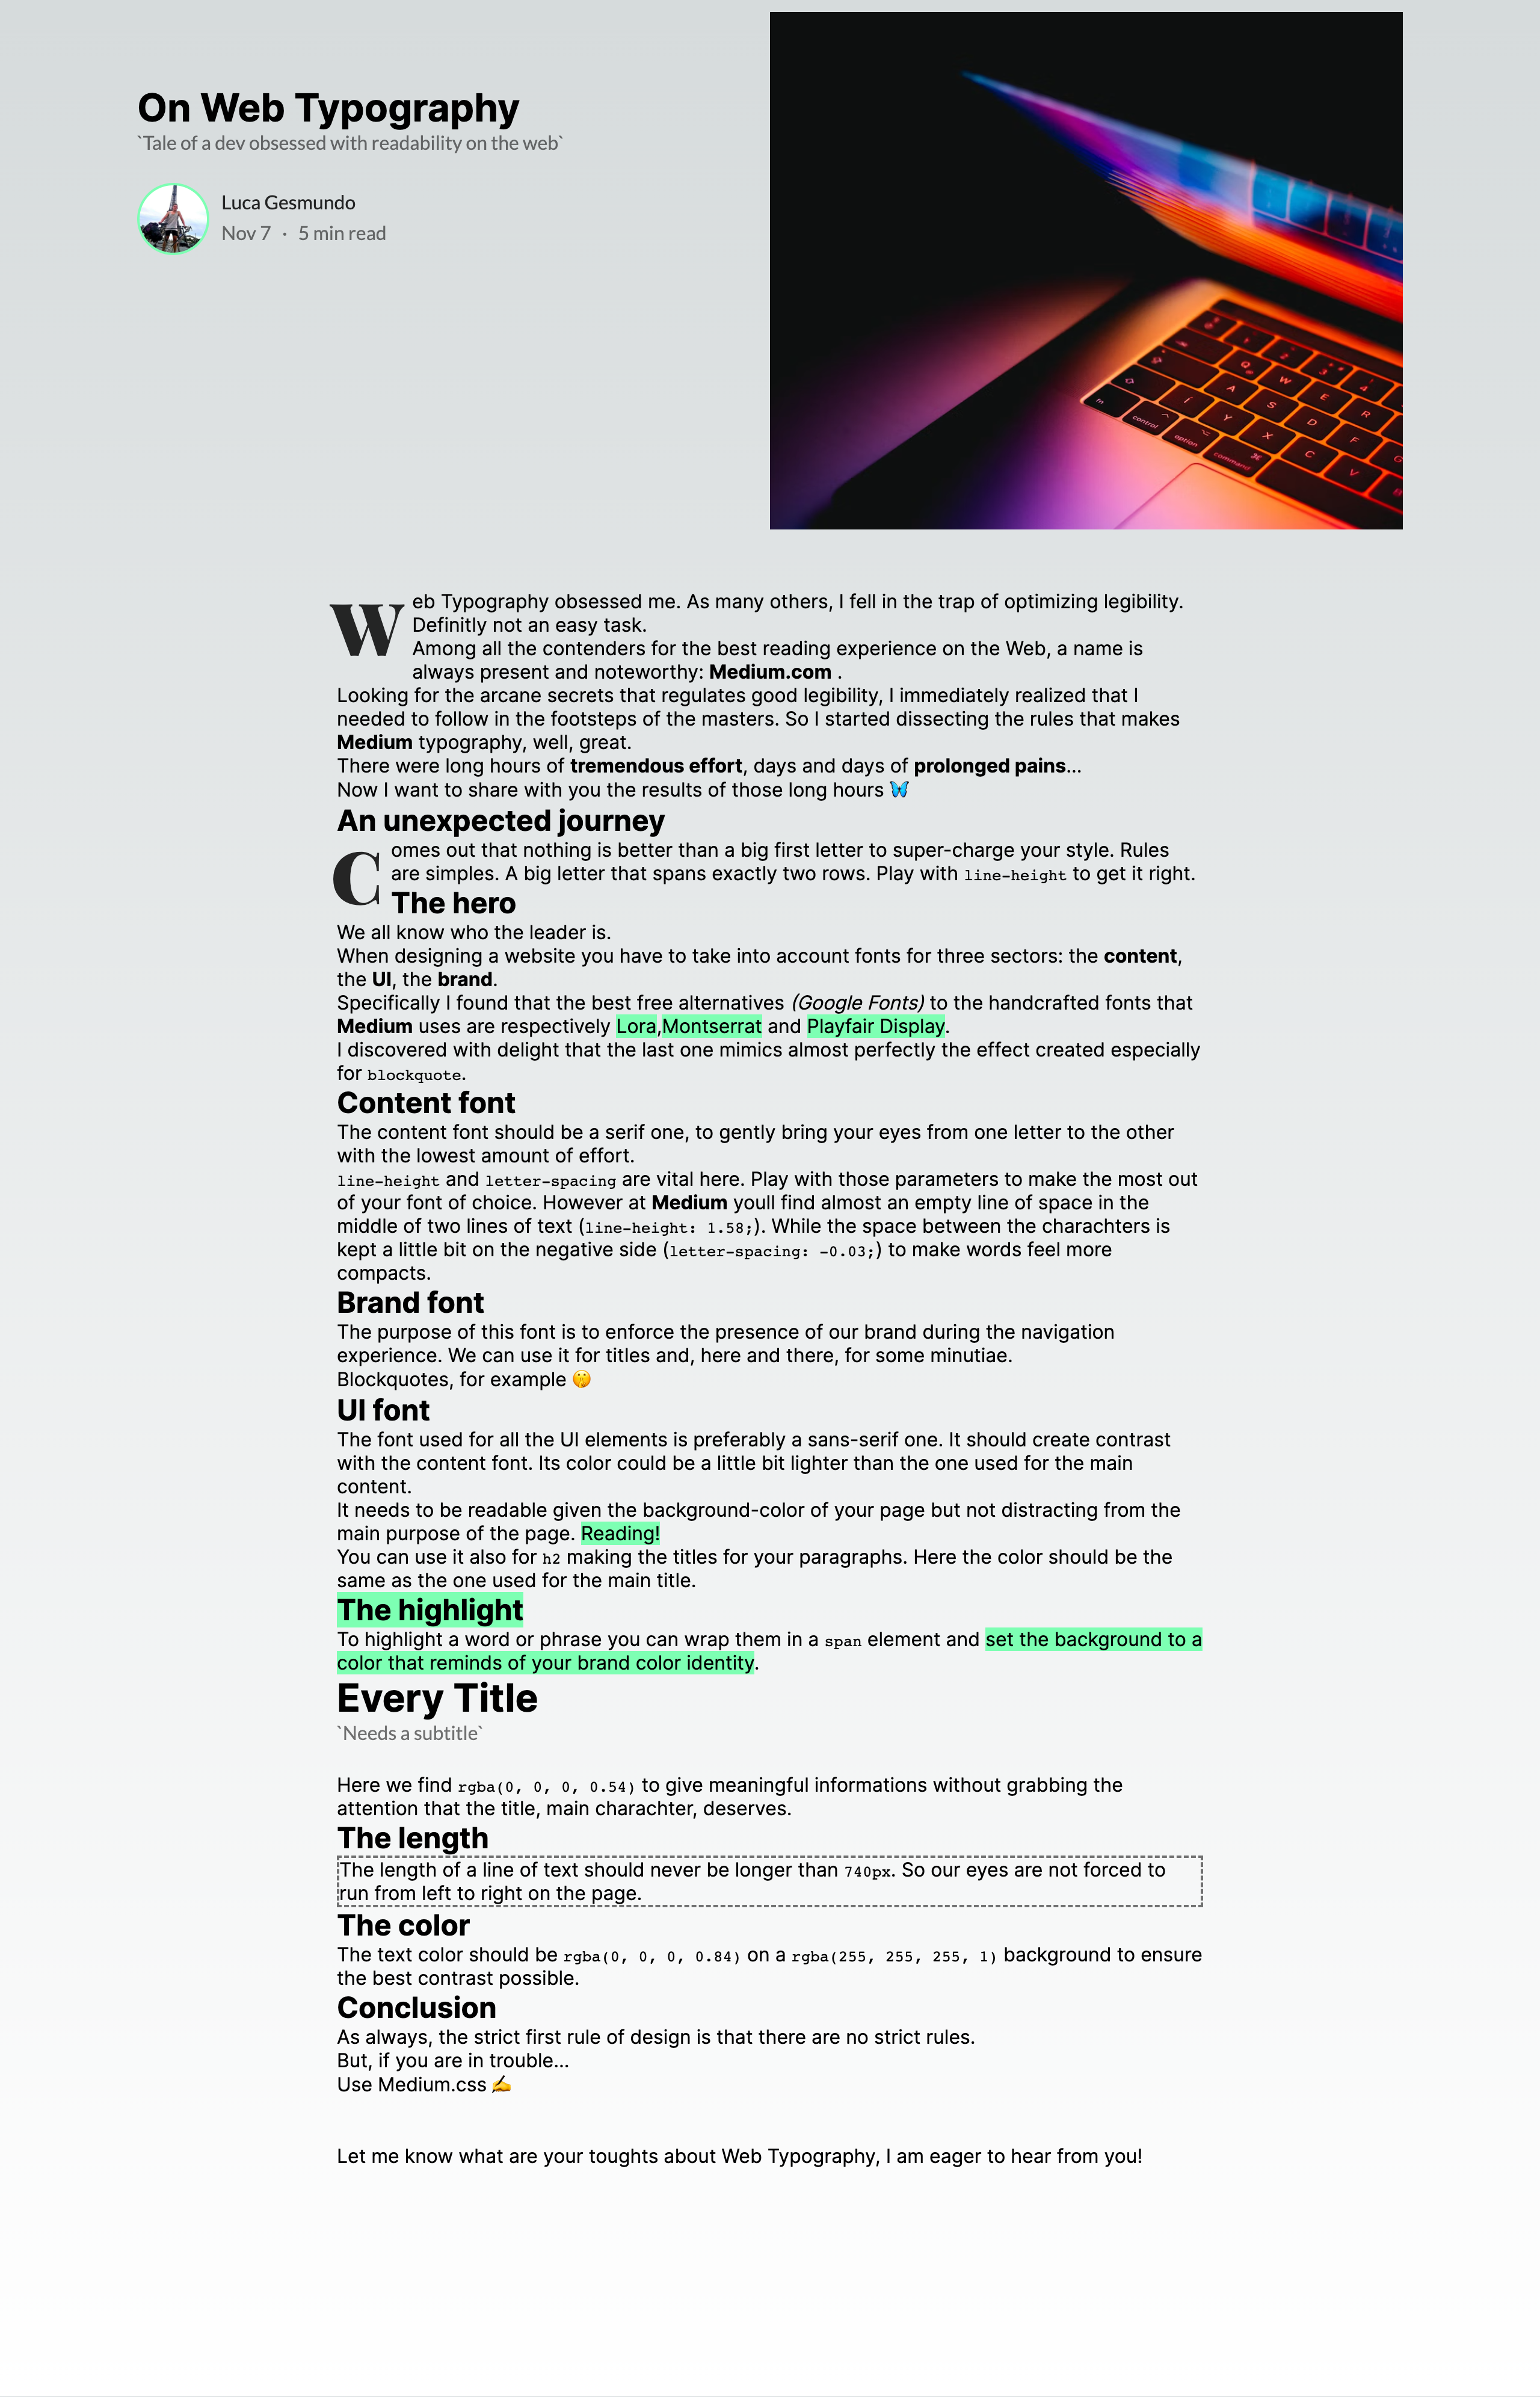 On Web Typography
`Tale of a dev obsessed with readability on the web`
Luca Gesmundo
Nov 7 · 5 min read
Web Typography obsessed me. As many others, I fell in the trap of optimizing legibility.
Definitly not an easy task.
Among all the contenders for the best reading experience on the Web, a name is
always present and noteworthy: Medium.com .
Looking for the arcane secrets that regulates good legibility, I immediately realized that I
needed to follow in the footsteps of the masters. So I started dissecting the rules that makes
Medium typography, well, great.
There were long hours of tremendous effort, days and days of prolonged pains...
Now I want to share with you the results of those long hours 🦋
An unexpected journey
Comes out that nothing is better than a big first letter to super-charge your style. Rules
are simples. A big letter that spans exactly two rows. Play with line-height to get it right.
The hero
We all know who the leader is.
When designing a website you have to take into account fonts for three sectors: the content,
the UI, the brand.
Specifically I found that the best free alternatives (Google Fonts) to the handcrafted fonts that
Medium uses are respectively Lora,Montserrat and Playfair Display.
I discovered with delight that the last one mimics almost perfectly the effect created especially
for blockquote.
Content font
The content font should be a serif one, to gently bring your eyes from one letter to the other
with the lowest amount of effort.
line-height and letter-spacing are vital here. Play with those parameters to make the most out
of your font of choice. However at Medium youll find almost an empty line of space in the
middle of two lines of text (line-height: 1.58;). While the space between the charachters is
kept a little bit on the negative side (letter-spacing: -0.03;) to make words feel more
compacts.
Brand font
The purpose of this font is to enforce the presence of our brand during the navigation
experience. We can use it for titles and, here and there, for some minutiae.
Blockquotes, for example 🤫
UI font
The font used for all the UI elements is preferably a sans-serif one. It should create contrast
with the content font. Its color could be a little bit lighter than the one used for the main
content.
It needs to be readable given the background-color of your page but not distracting from the
main purpose of the page. Reading!
You can use it also for h2 making the titles for your paragraphs. Here the color should be the
same as the one used for the main title.
The highlight
To highlight a word or phrase you can wrap them in a span element and set the background to a
color that reminds of your brand color identity.
Every Title
`Needs a subtitle`
Here we find rgba(0, 0, 0, 0.54) to give meaningful informations without grabbing the
attention that the title, main charachter, deserves.
The length
The length of a line of text should never be longer than 740px. So our eyes are not forced to
run from left to right on the page.
The color
The text color should be rgba(0, 0, 0, 0.84) on a rgba(255, 255, 255, 1) background to ensure
the best contrast possible.
Conclusion
As always, the strict first rule of design is that there are no strict rules.
But, if you are in trouble...
Use Medium.css ✍️
Let me know what are your toughts about Web Typography, I am eager to hear from you!